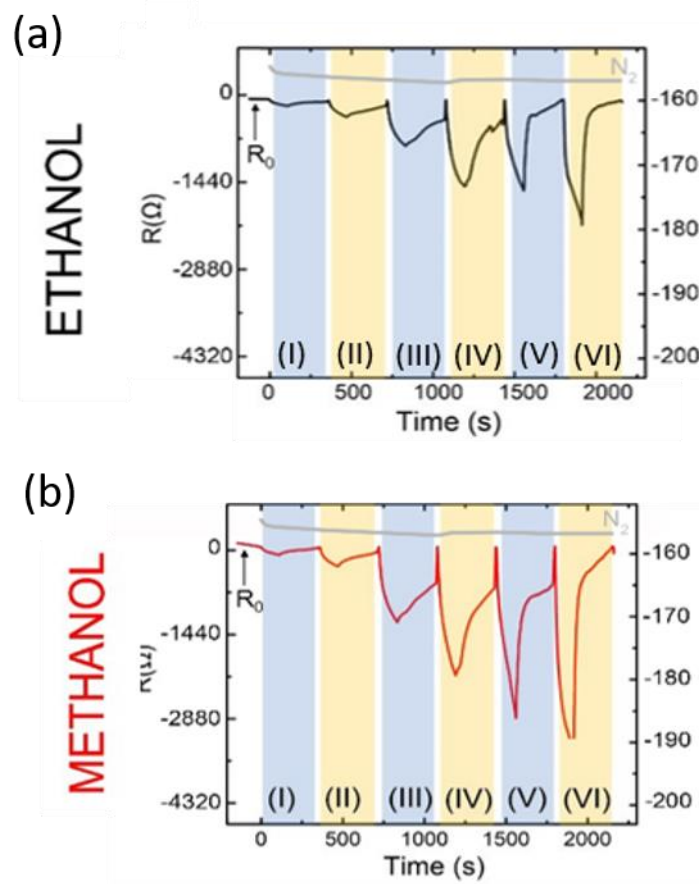 (a)
ETHANOL
R(Ω)
0
-1440
-2880
-4320
N₂
R₀
-160
-170
-180
-190
-200
(I) (II) (III) (IV) (V) (VI)
0 500 1000 1500 2000
Time (s)
(b)
METHANOL
R(Ω)
0
-1440
-2880
-4320
N₂
R₀
-160
-170
-180
-190
-200
(I) (II) (III) (IV) (V) (VI)
0 500 1000 1500 2000
Time (s)